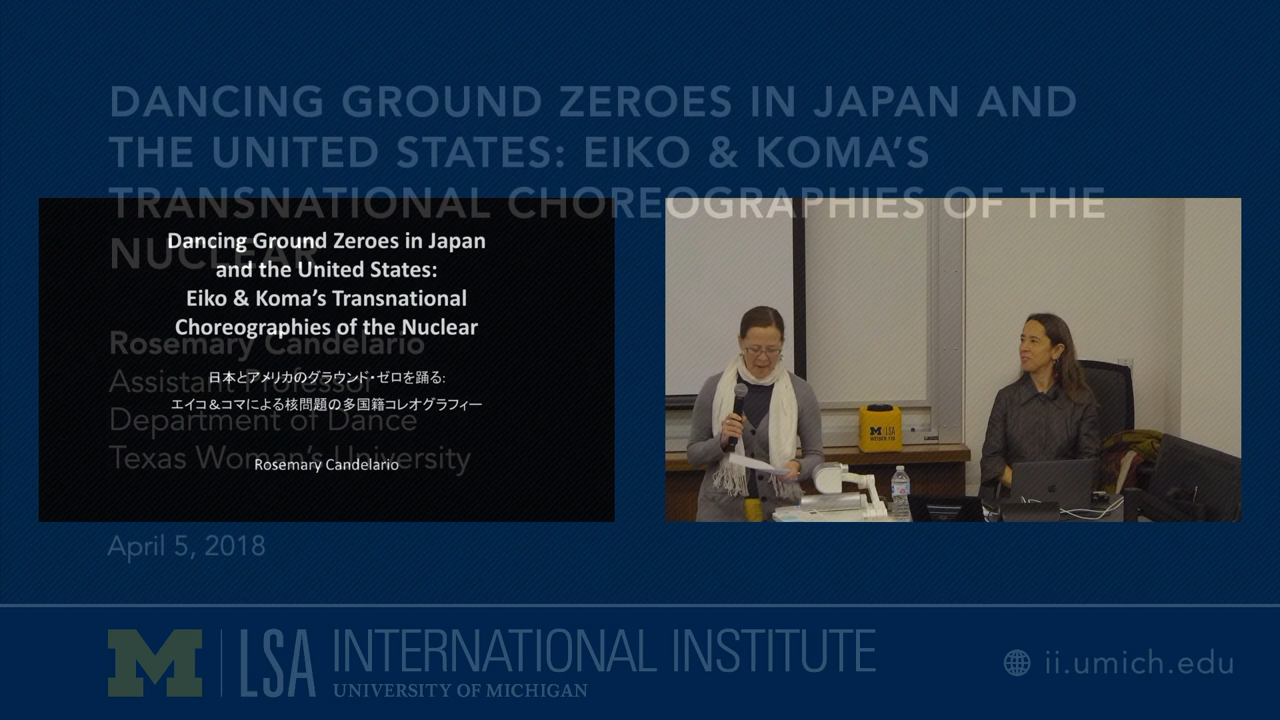 DANCING GROUND ZEROES IN JAPAN AND
THE UNITED STATES: EIKO & KOMA'S
TRANSNATIONAL CHOREOGRAPHIES OF THE
NUCLEAR
Rosemary Candelario
Assistant Professor
Department of Dance
Texas Woman's University
April 5, 2018
Dancing Ground Zeroes in Japan
and the United States:
Eiko & Koma's Transnational
Choreographies of the Nuclear
日本とアメリカのグラウンド・ゼロを踊る:
エイコ&コマによる核問題の多国籍コレオグラフィー
Rosemary Candelario
M LSA
WEISER 110
M LSA INTERNATIONAL INSTITUTE
UNIVERSITY OF MICHIGAN
ii.umich.edu